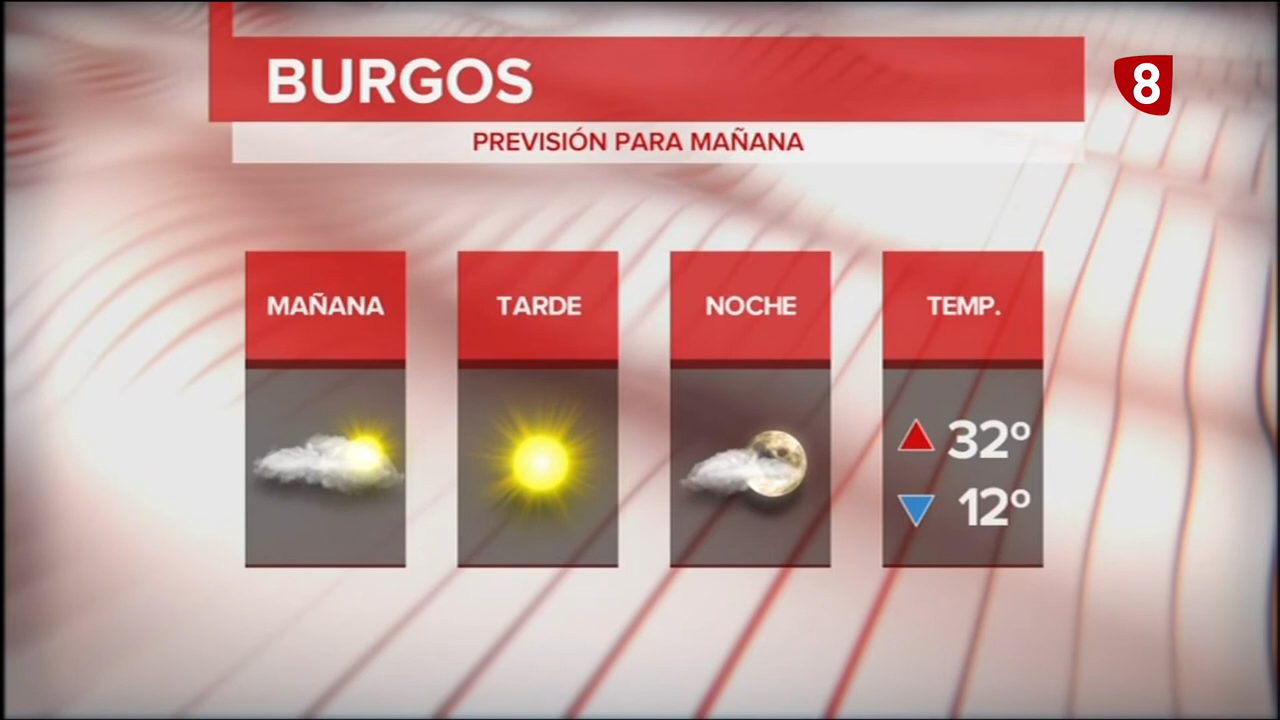 BURGOS
8
PREVISIÓN PARA MAÑANA
MAÑANA
TARDE
NOCHE
TEMP.
32º
12º